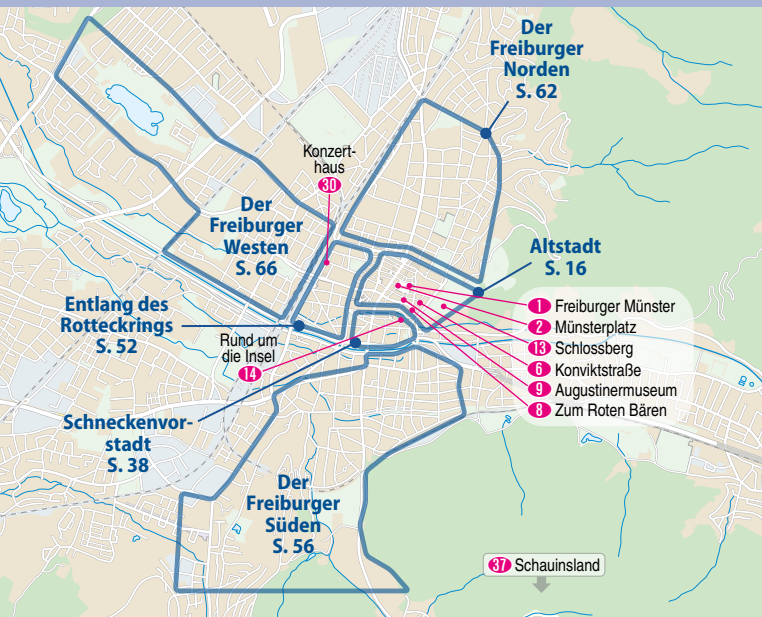 Der
Freiburger
Norden
S. 62
Konzert-
haus
30
Der
Freiburger
Westen
S. 66
Altstadt
S. 16
Entlang des
Rotteckrings
S. 52
Rund um
die Insel
14
1 Freiburger Münster
2 Münsterplatz
13 Schlossberg
6 Konviktstraße
9 Augustinermuseum
8 Zum Roten Bären
Schneckenvor-
stadt
S. 38
Der
Freiburger
Süden
S. 56
37 Schauinsland